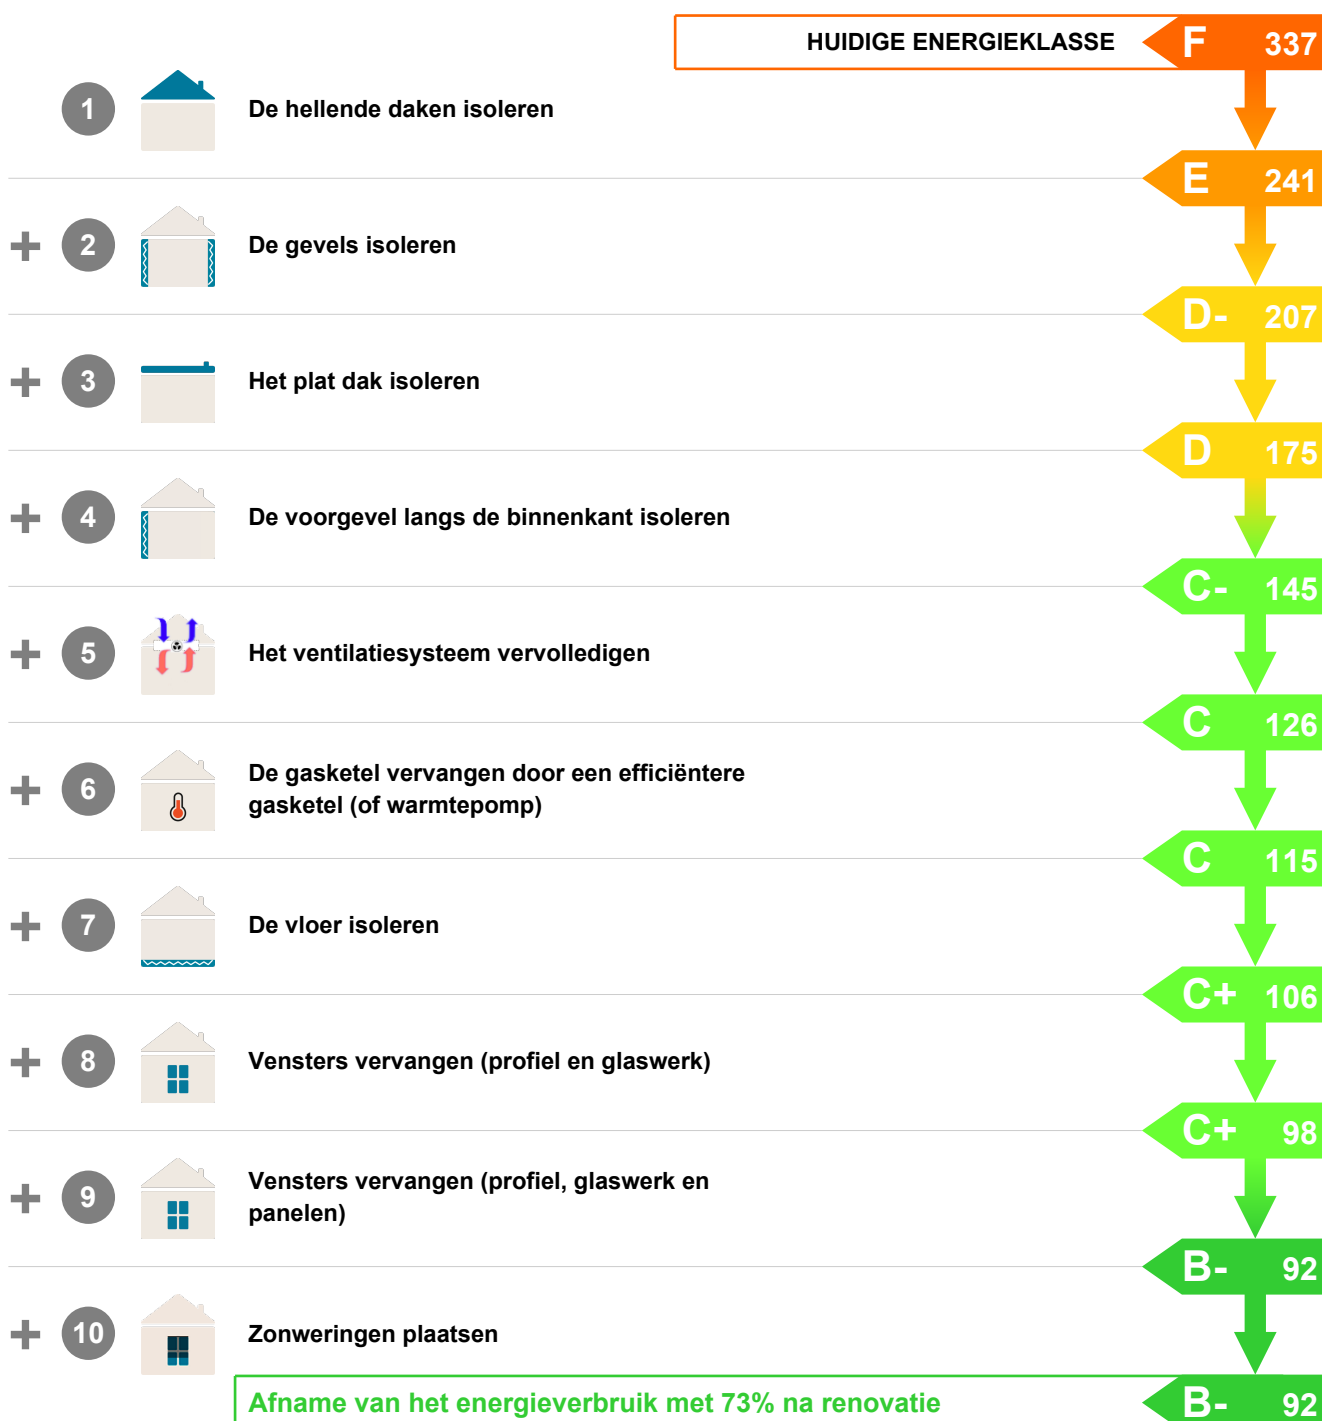 HUIDIGE ENERGIEKLASSE F 337
1 De hellende daken isoleren
E 241
+ 2 De gevels isoleren
D- 207
+ 3 Het plat dak isoleren
D 175
+ 4 De voorgevel langs de binnenkant isoleren
C- 145
+ 5 Het ventilatiesysteem vervolledigen
C 126
+ 6 De gasketel vervangen door een efficiëntere
gasketel (of warmtepomp)
C 115
+ 7 De vloer isoleren
C+ 106
+ 8 Vensters vervangen (profiel en glaswerk)
C+ 98
+ 9 Vensters vervangen (profiel, glaswerk en
panelen)
B- 92
+ 10 Zonweringen plaatsen
Afname van het energieverbruik met 73% na renovatie B- 92